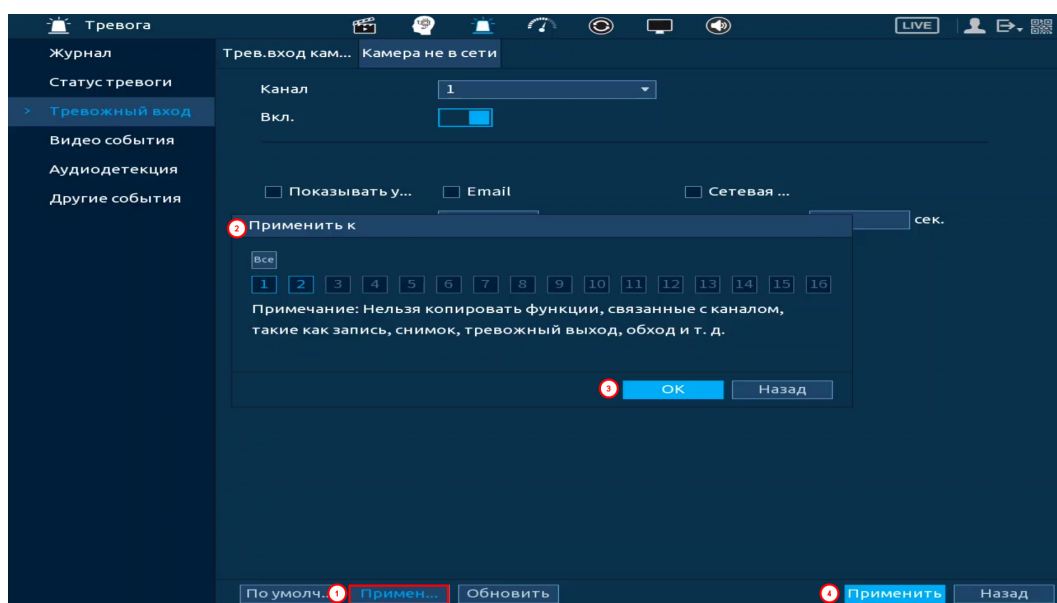 Тревога LIVE
Журнал
Статус тревоги
> Тревожный вход
Видео события
Аудиодетекция
Другие события
Трев.вход кам... Камера не в сети
Канал 1
Вкл.
Показывать у... Email Сетевая ...
сек.
2 Применить к
Все
1 2 3 4 5 6 7 8 9 10 11 12 13 14 15 16
Примечание: Нельзя копировать функции, связанные с каналом,
такие как запись, снимок, тревожный выход, обход и т. д.
3 OK Назад
По умолч... 1 Примен... Обновить 4 Применить Назад